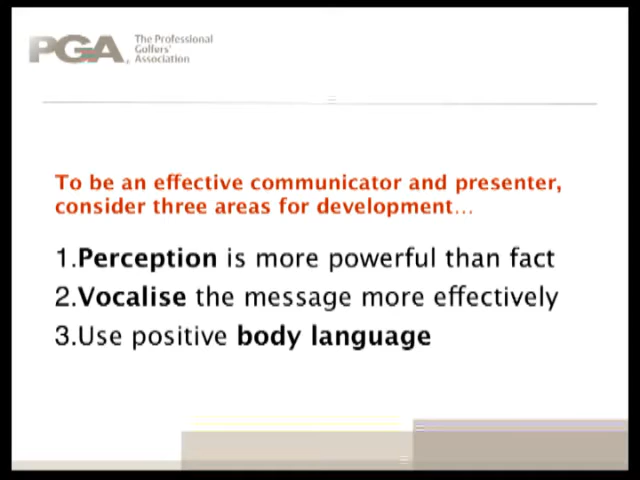 PGA
The Professional
Golfers'
Association
To be an effective communicator and presenter,
consider three areas for development...
1.Perception is more powerful than fact
2.Vocalise the message more effectively
3.Use positive body language